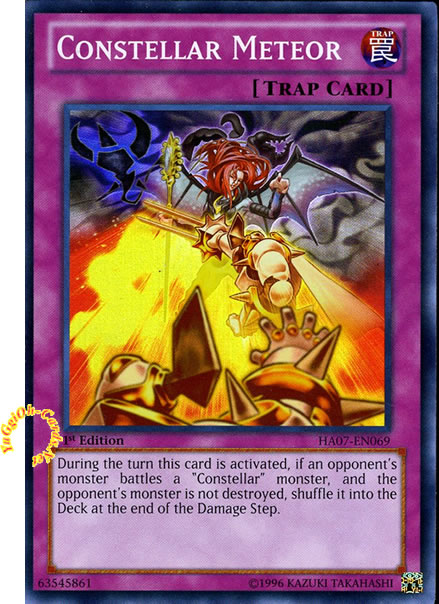 CONSTELLAR METEOR
TRAP
罠
[TRAP CARD]
YuGgiOh-Cards.Net
1st Edition
HA07-EN069
During the turn this card is activated, if an opponent's
monster battles a "Constellar" monster, and the
opponent's monster is not destroyed, shuffle it into the
Deck at the end of the Damage Step.
63545861
©1996 KAZUKI TAKAHASHI